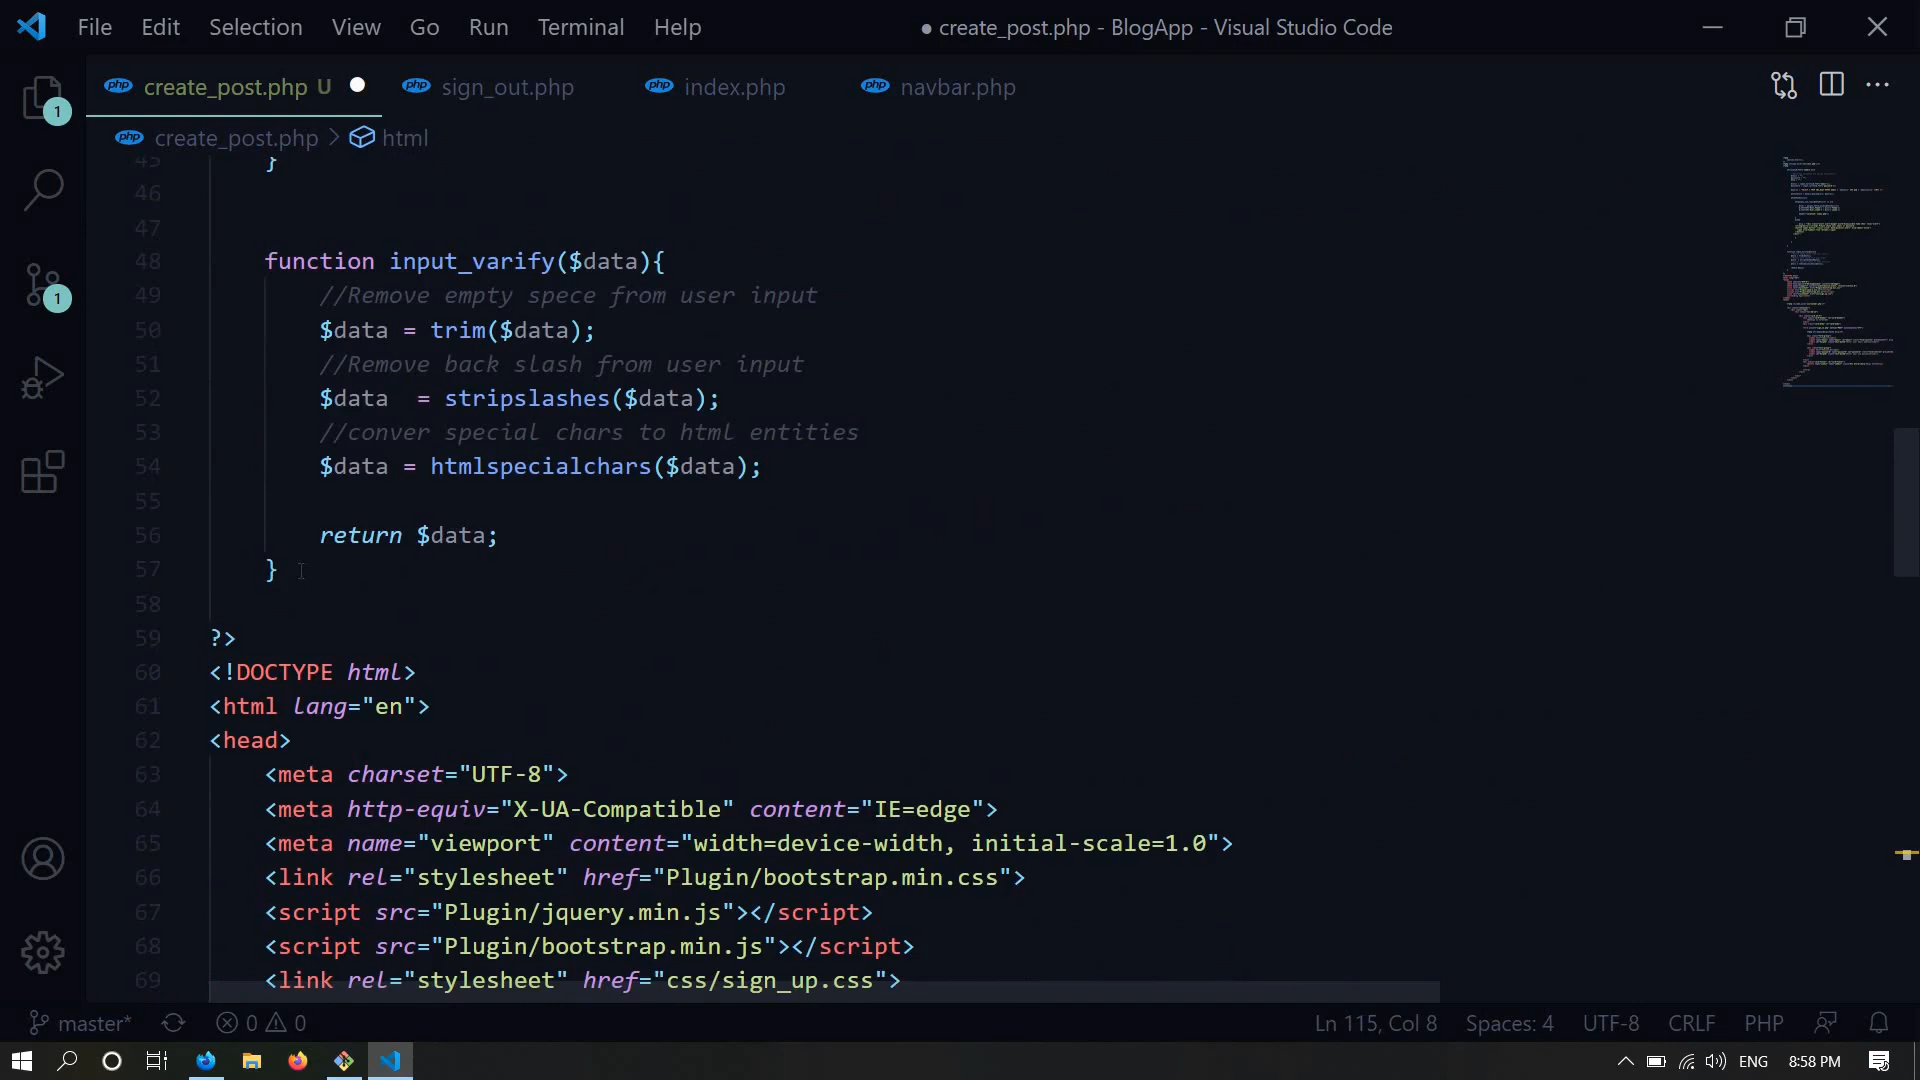 File Edit Selection View Go Run Terminal Help
● create_post.php - BlogApp - Visual Studio Code
php create_post.php U ● php sign_out.php php index.php php navbar.php
1
php create_post.php > html
45 }
46
47
48 function input_varify($data){
49 //Remove empty spece from user input
50 $data = trim($data);
51 //Remove back slash from user input
52 $data  = stripslashes($data);
53 //conver special chars to html entities
54 $data = htmlspecialchars($data);
55
56 return $data;
57 }
58
59 ?>
60 <!DOCTYPE html>
61 <html lang="en">
62 <head>
63 <meta charset="UTF-8">
64 <meta http-equiv="X-UA-Compatible" content="IE=edge">
65 <meta name="viewport" content="width=device-width, initial-scale=1.0">
66 <link rel="stylesheet" href="Plugin/bootstrap.min.css">
67 <script src="Plugin/jquery.min.js"></script>
68 <script src="Plugin/bootstrap.min.js"></script>
69 <link rel="stylesheet" href="css/sign_up.css">
1
master* 0 0 Ln 115, Col 8 Spaces: 4 UTF-8 CRLF PHP
ENG 8:58 PM